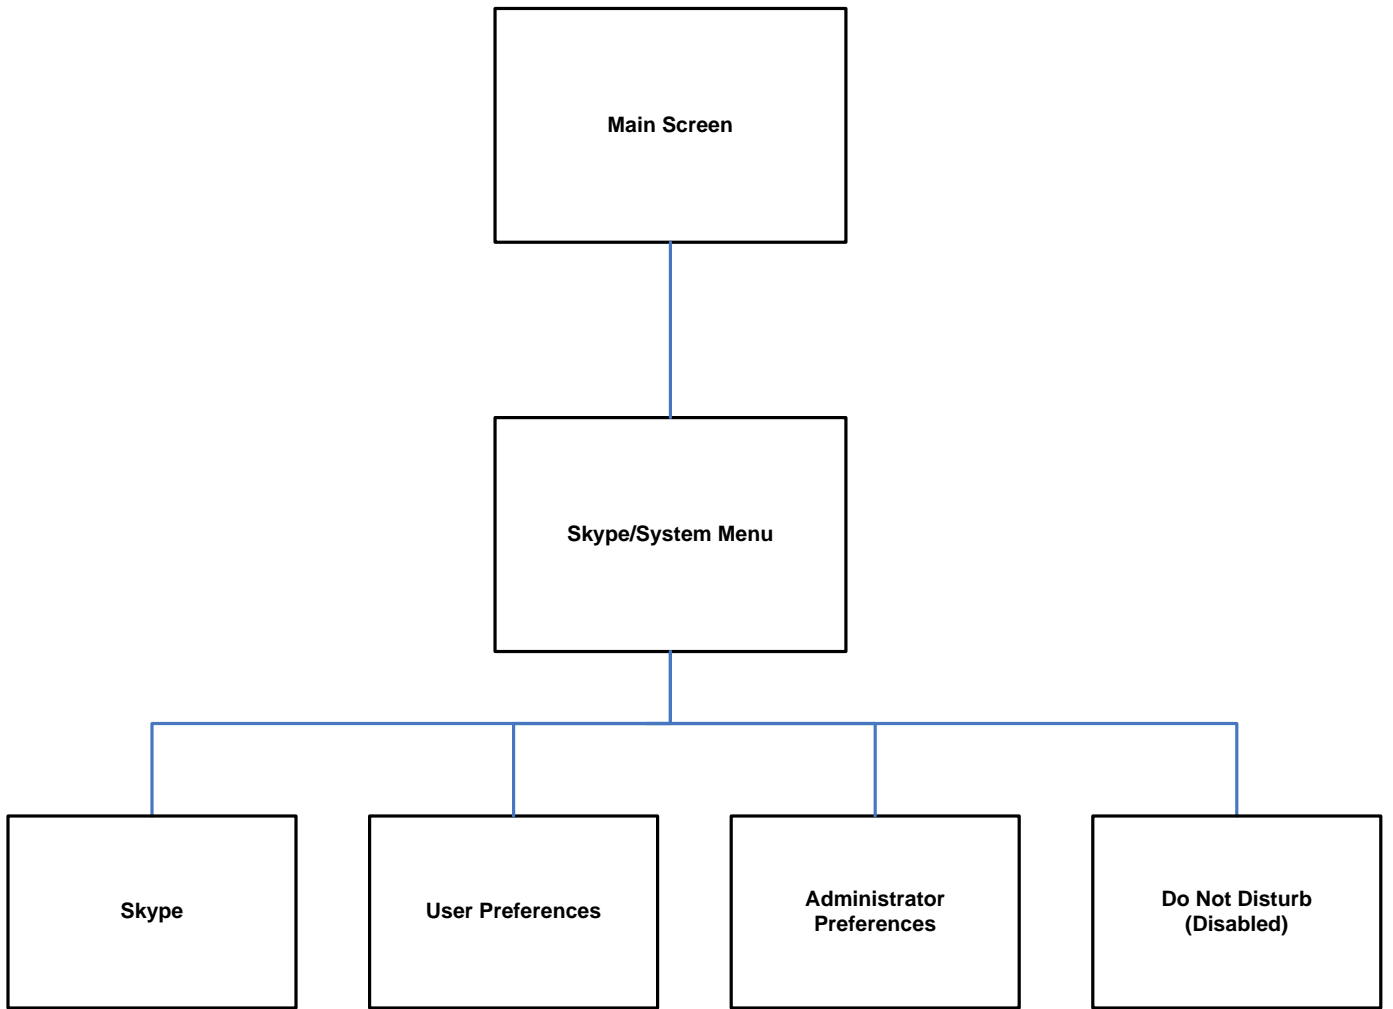 Main Screen
Skype/System Menu
Skype
User Preferences
Administrator
Preferences
Do Not Disturb
(Disabled)